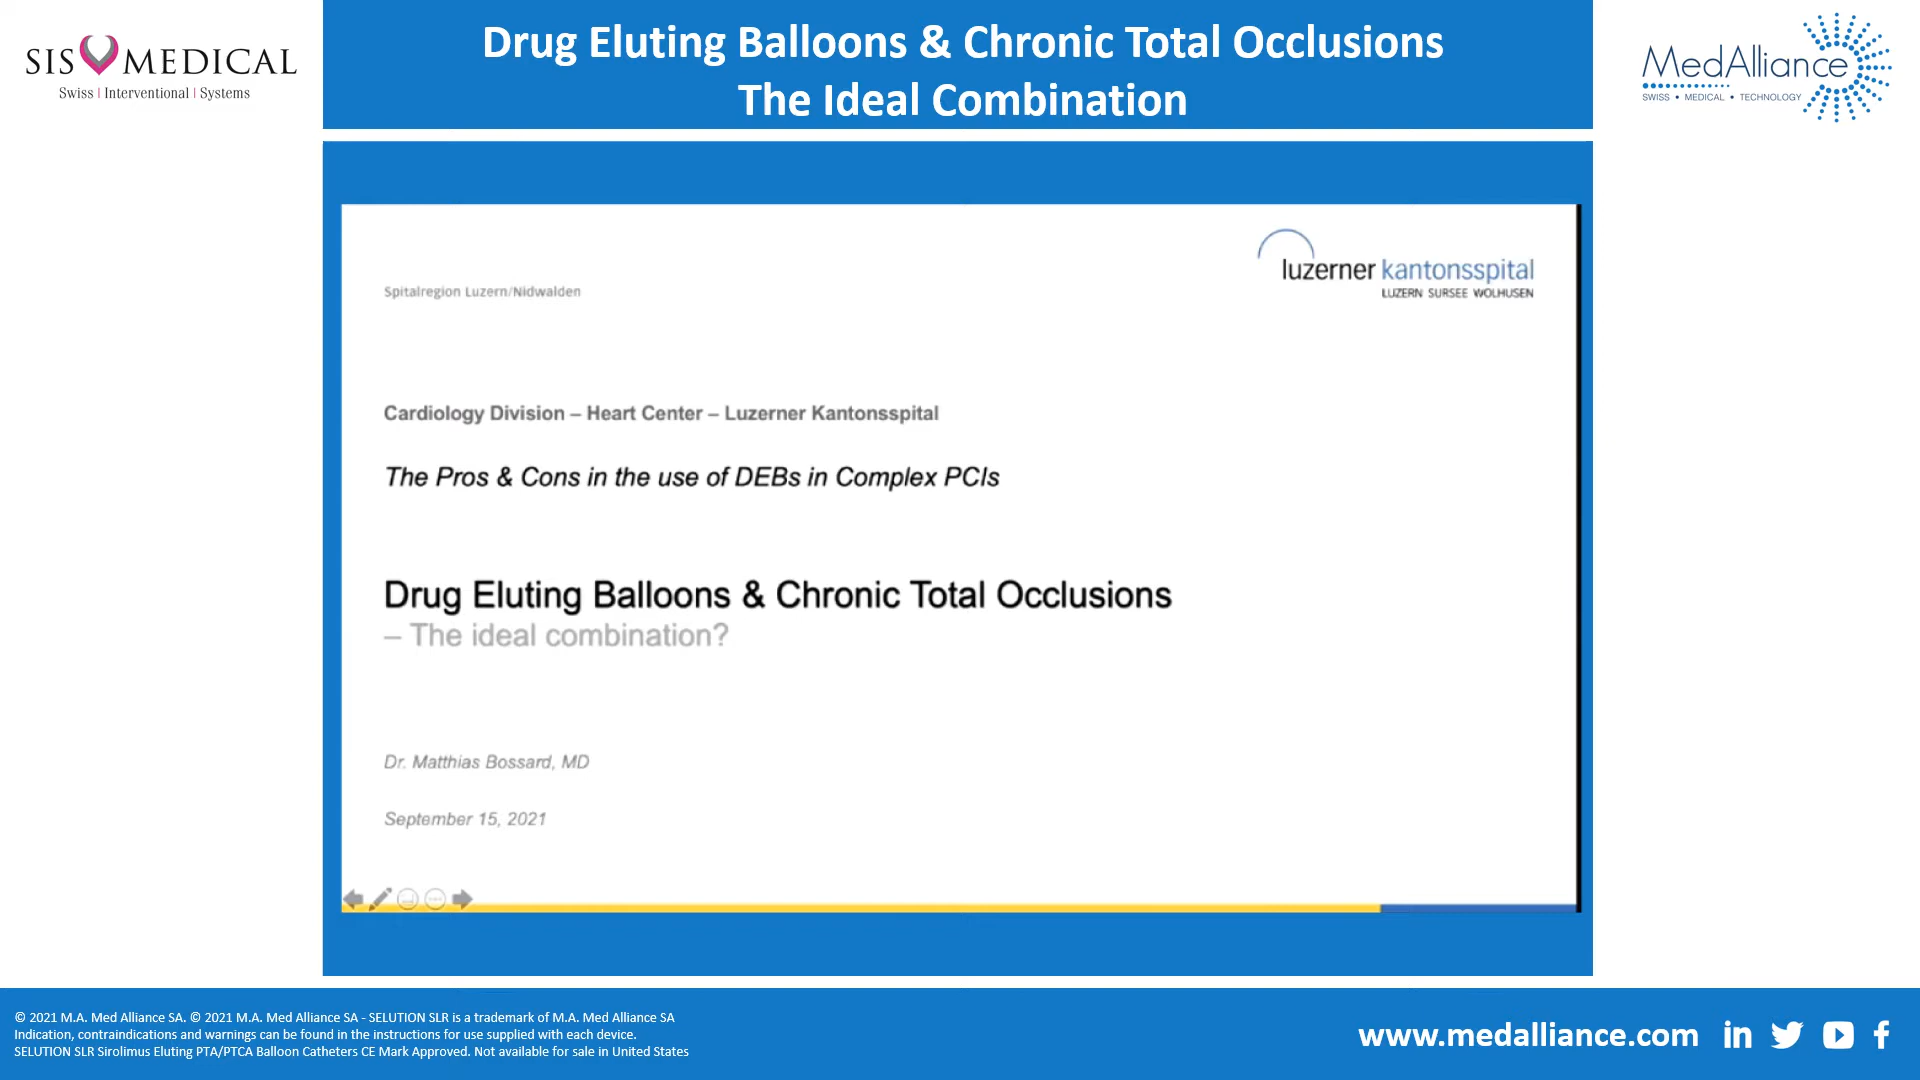 SIS MEDICAL
Swiss | Interventional | Systems
Drug Eluting Balloons & Chronic Total Occlusions
The Ideal Combination
MedAlliance
SWISS • MEDICAL • TECHNOLOGY
Spitalregion Luzern/Nidwalden
luzerner kantonsspital
LUZERN SURSEE WOLHUSEN
Cardiology Division – Heart Center – Luzerner Kantonsspital
The Pros & Cons in the use of DEBs in Complex PCIs
Drug Eluting Balloons & Chronic Total Occlusions
– The ideal combination?
Dr. Matthias Bossard, MD
September 15, 2021
© 2021 M.A. Med Alliance SA. © 2021 M.A. Med Alliance SA - SELUTION SLR is a trademark of M.A. Med Alliance SA
Indication, contraindications and warnings can be found in the instructions for use supplied with each device.
SELUTION SLR Sirolimus Eluting PTA/PTCA Balloon Catheters CE Mark Approved. Not available for sale in United States
www.medalliance.com